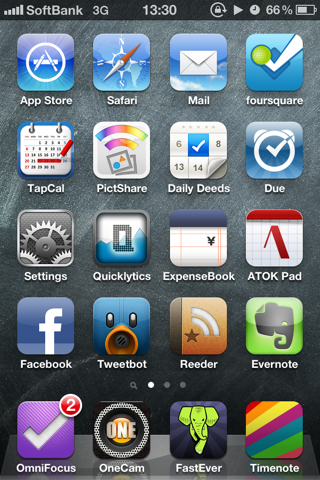 SoftBank 3G 13:30 66%
App Store Safari Mail foursquare
TapCal PictShare Daily Deeds Due
Settings Quicklytics ExpenseBook ATOK Pad
Facebook Tweetbot Reeder Evernote
2
ONE
OmniFocus OneCam FastEver Timenote